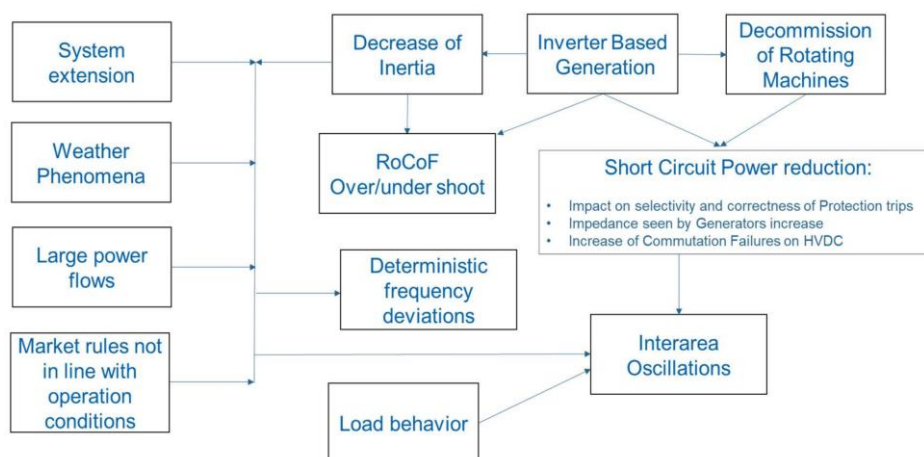 System
extension
Decrease of
Inertia
Inverter Based
Generation
Decommission
of Rotating
Machines
Weather
Phenomena
RoCoF
Over/under shoot
Short Circuit Power reduction:
• Impact on selectivity and correctness of Protection trips
• Impedance seen by Generators increase
• Increase of Commutation Failures on HVDC
Large power
flows
Deterministic
frequency
deviations
Market rules not
in line with
operation
conditions
Interarea
Oscillations
Load behavior